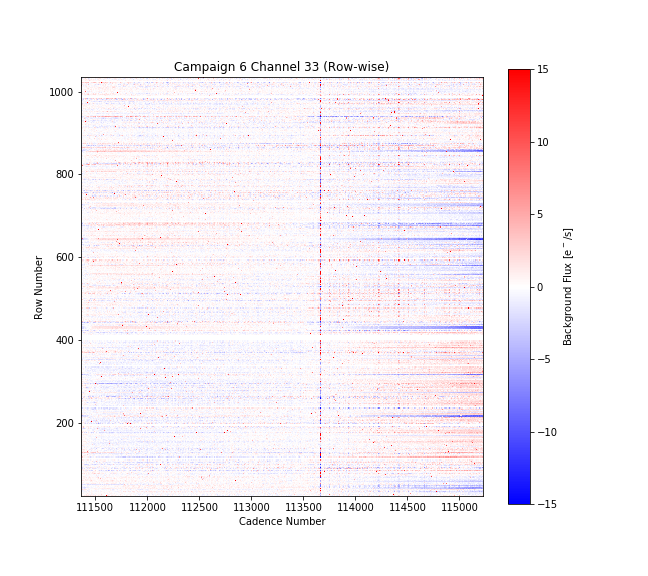 Campaign 6 Channel 33 (Row-wise)
1000
800
600
400
200
Row Number
111500 112000 112500 113000 113500 114000 114500 115000
Cadence Number
15
10
5
0
−5
−10
−15
Background Flux [e⁻/s]